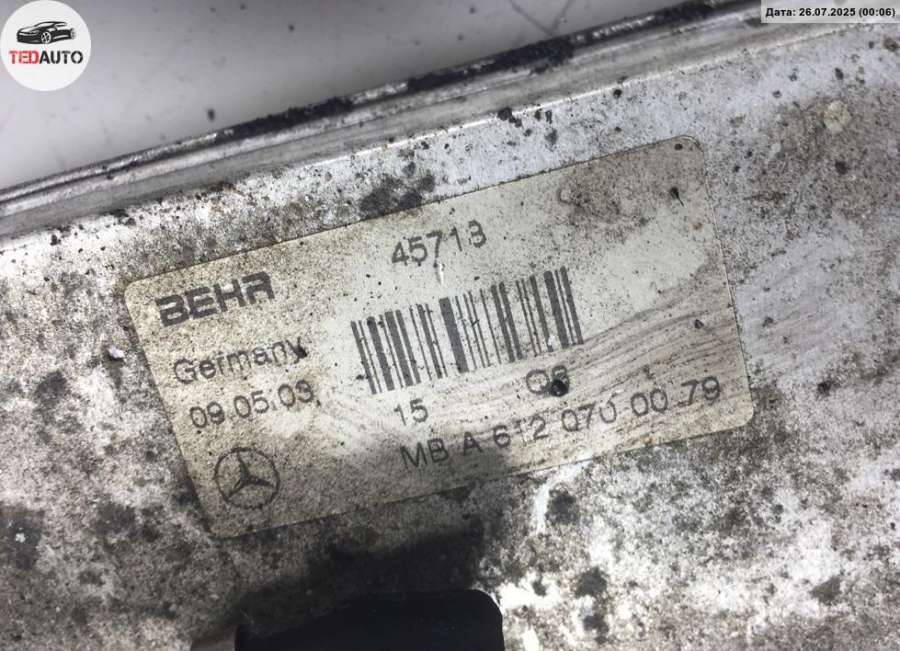 TEDAUTO
Дата: 26.07.2025 (00:06)
45713
BEHR
Germany
09.05.03
15 Q6
MB A 612 070 00 79